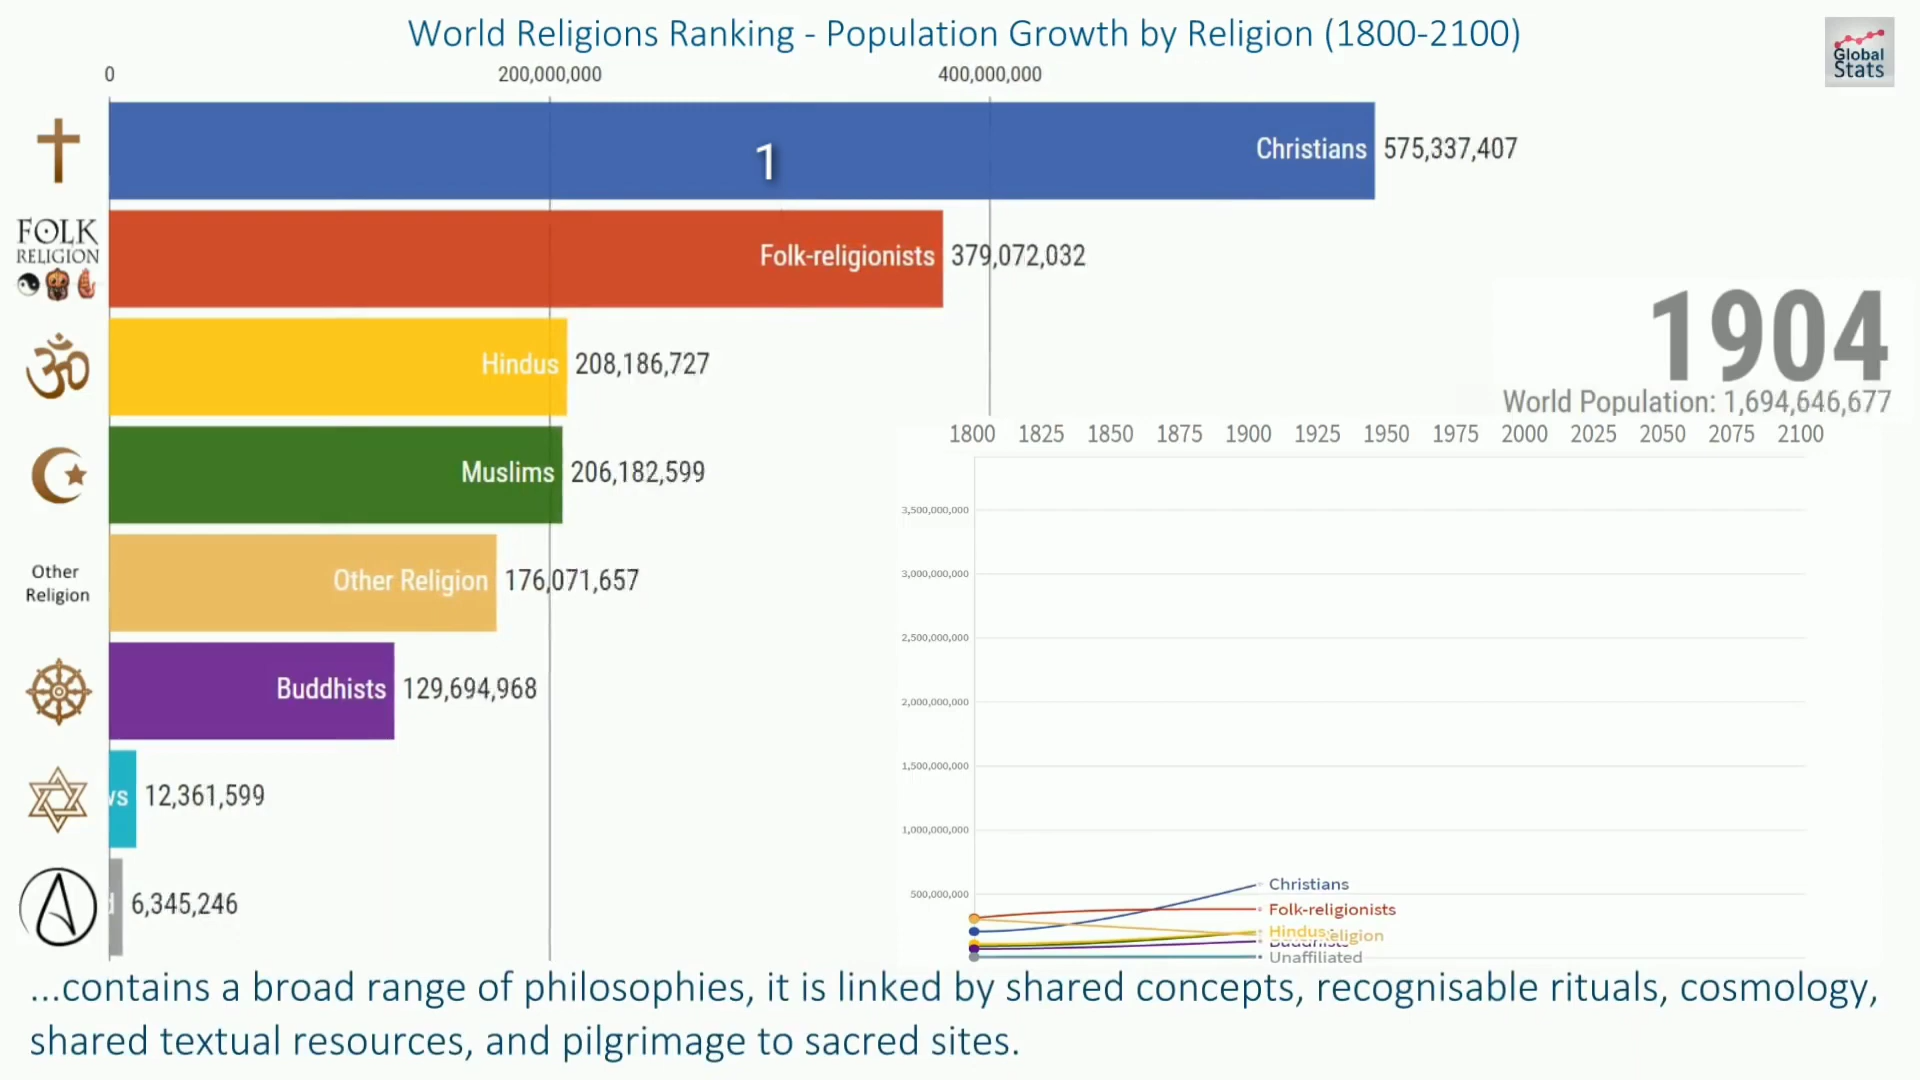 World Religions Ranking - Population Growth by Religion (1800-2100)
Global
Stats
0 200,000,000 400,000,000
1
Christians 575,337,407
FOLK
RELIGION
Folk-religionists 379,072,032
Hindus 208,186,727
Muslims 206,182,599
Other
Religion
Other Religion 176,071,657
Buddhists 129,694,968
12,361,599
6,345,246
1904
World Population: 1,694,646,677
1800 1825 1850 1875 1900 1925 1950 1975 2000 2025 2050 2075 2100
3,500,000,000
3,000,000,000
2,500,000,000
2,000,000,000
1,500,000,000
1,000,000,000
500,000,000
Christians
Folk-religionists
Hindus
Unaffiliated
...contains a broad range of philosophies, it is linked by shared concepts, recognisable rituals, cosmology,
shared textual resources, and pilgrimage to sacred sites.